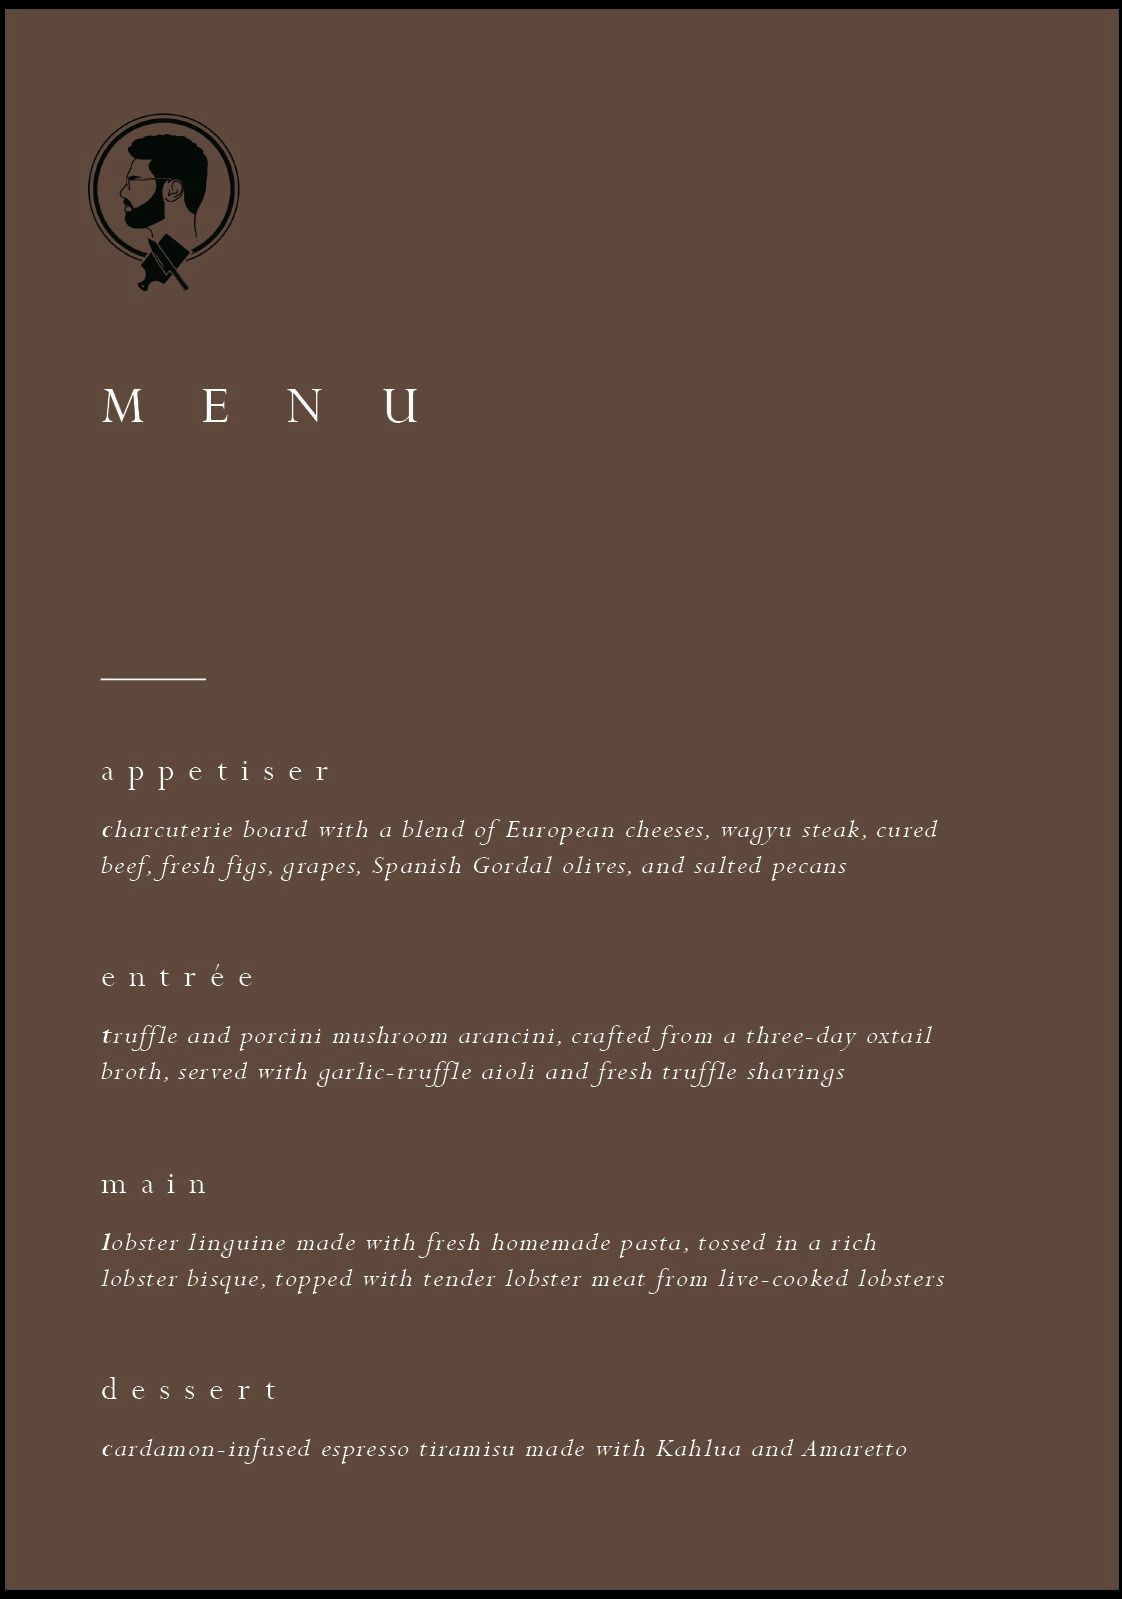 MENU
appetiser
charcuterie board with a blend of European cheeses, wagyu steak, cured
beef, fresh figs, grapes, Spanish Gordal olives, and salted pecans
entrée
truffle and porcini mushroom arancini, crafted from a three-day oxtail
broth, served with garlic-truffle aioli and fresh truffle shavings
main
lobster linguine made with fresh homemade pasta, tossed in a rich
lobster bisque, topped with tender lobster meat from live-cooked lobsters
dessert
cardamon-infused espresso tiramisu made with Kahlua and Amaretto